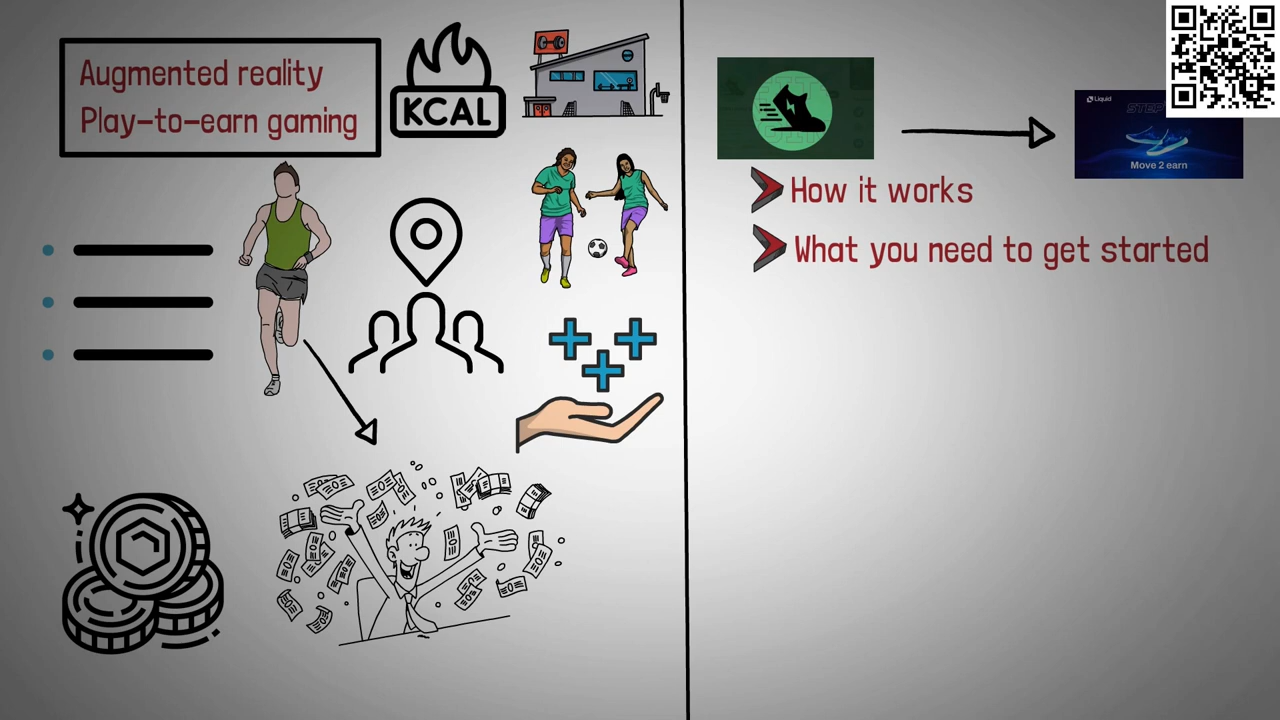 Augmented reality
Play-to-earn gaming
KCAL
Liquid
STEP
Move 2 earn
How it works
What you need to get started